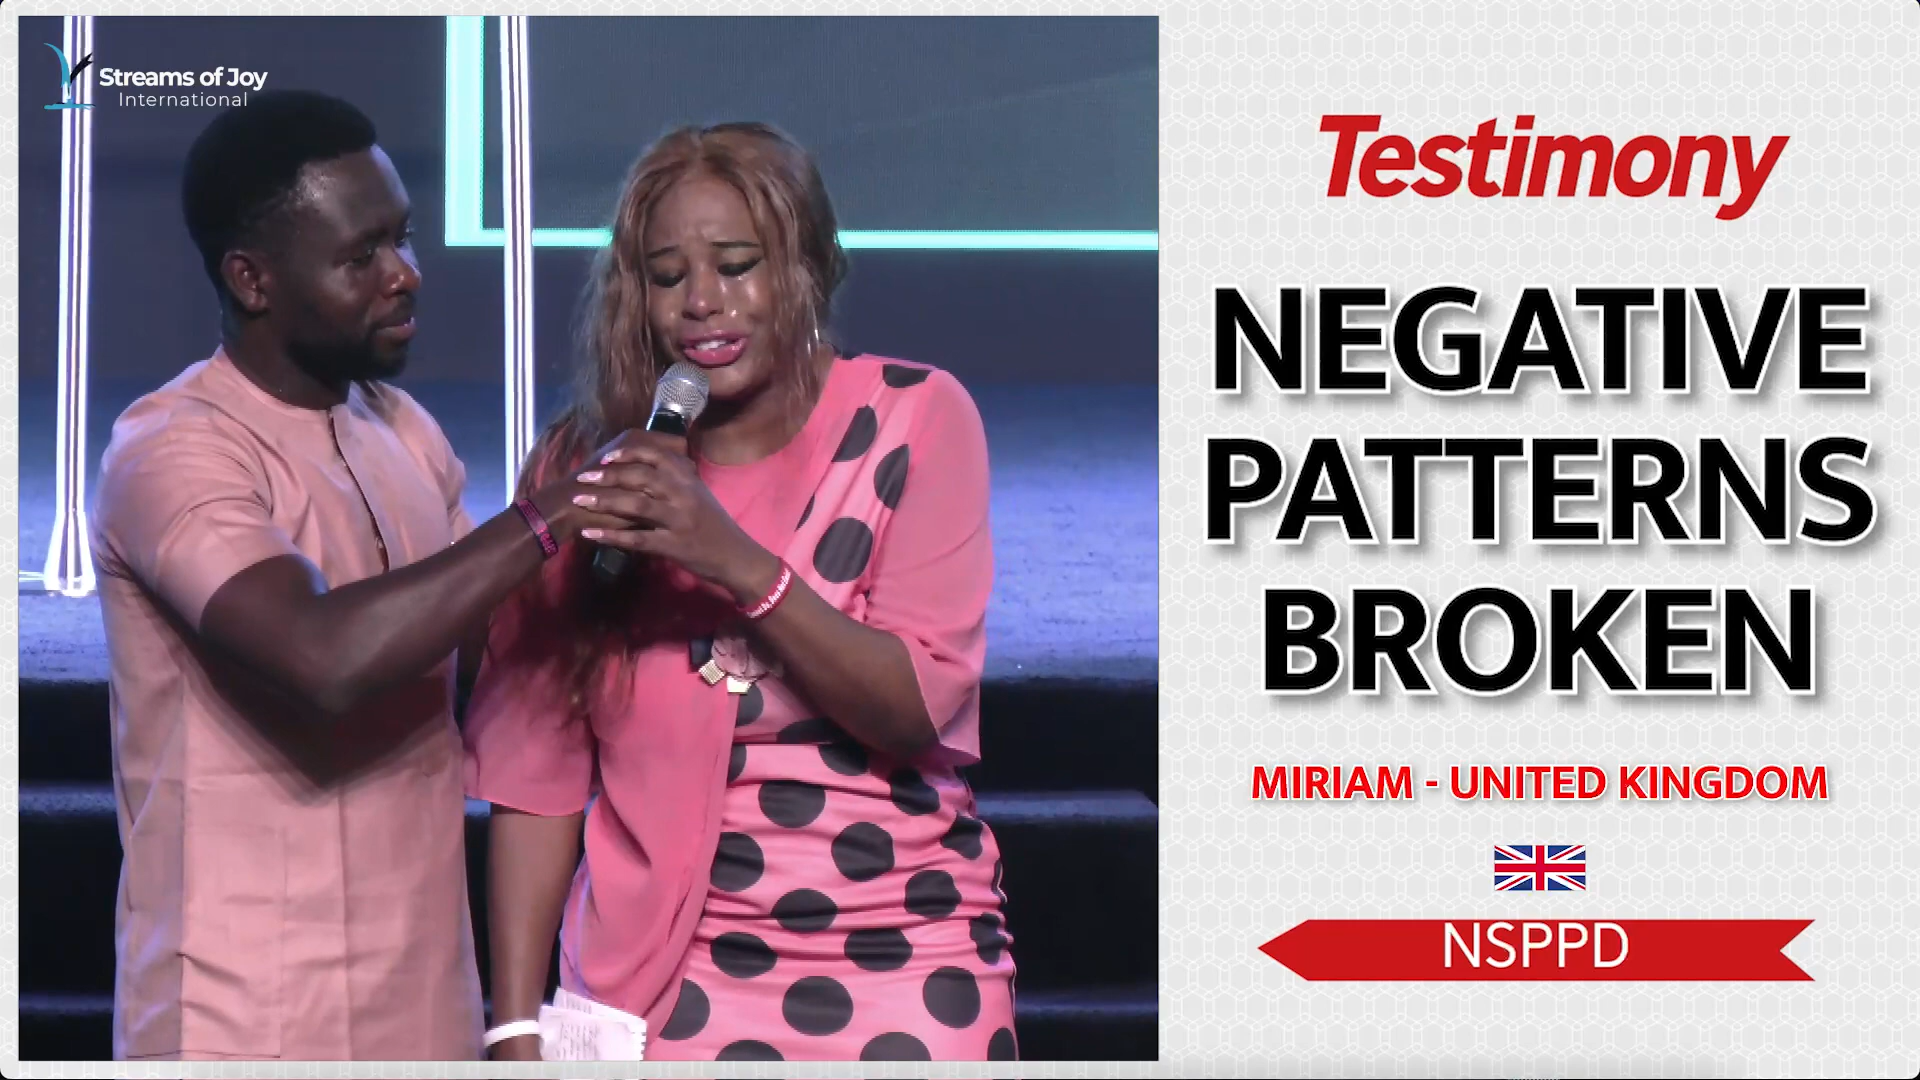 Streams of Joy
International
Testimony
NEGATIVE
PATTERNS
BROKEN
MIRIAM - UNITED KINGDOM
NSPPD